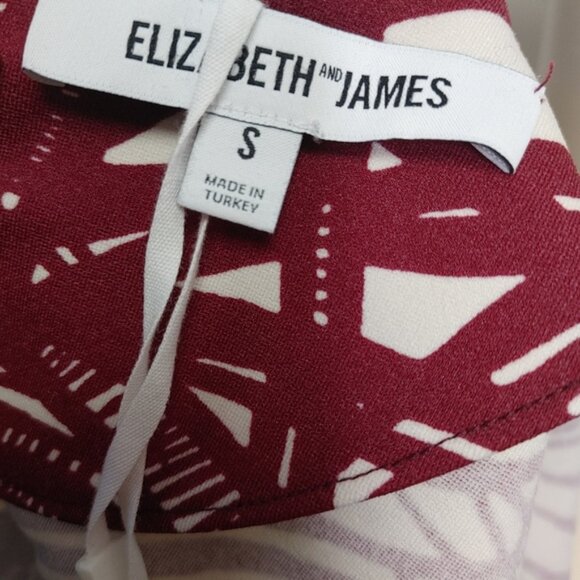 ELIZABETH AND JAMES
S
MADE IN
TURKEY